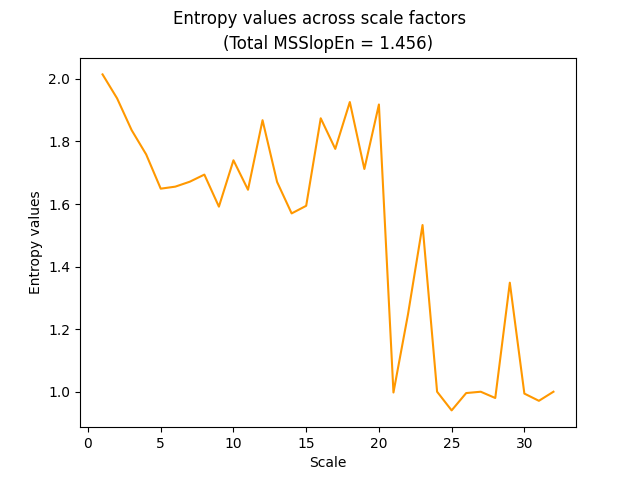 Entropy values across scale factors
(Total MSSlopEn = 1.456)
2.0
1.8
1.6
1.4
1.2
1.0
Entropy values
0 5 10 15 20 25 30
Scale